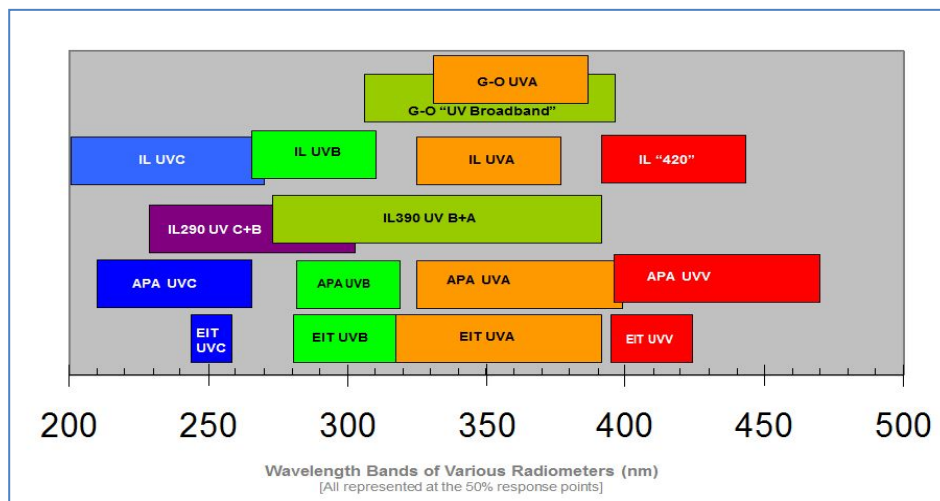 G-O UVA
G-O “UV Broadband”
IL UVC
IL UVB
IL UVA
IL “420”
IL290 UV C+B
IL390 UV B+A
APA UVC
APA UVB
APA UVA
APA UVV
EIT
UVC
EIT UVB
EIT UVA
EIT UVV
200 250 300 350 400 450 500
Wavelength Bands of Various Radiometers (nm)
[All represented at the 50% response points]